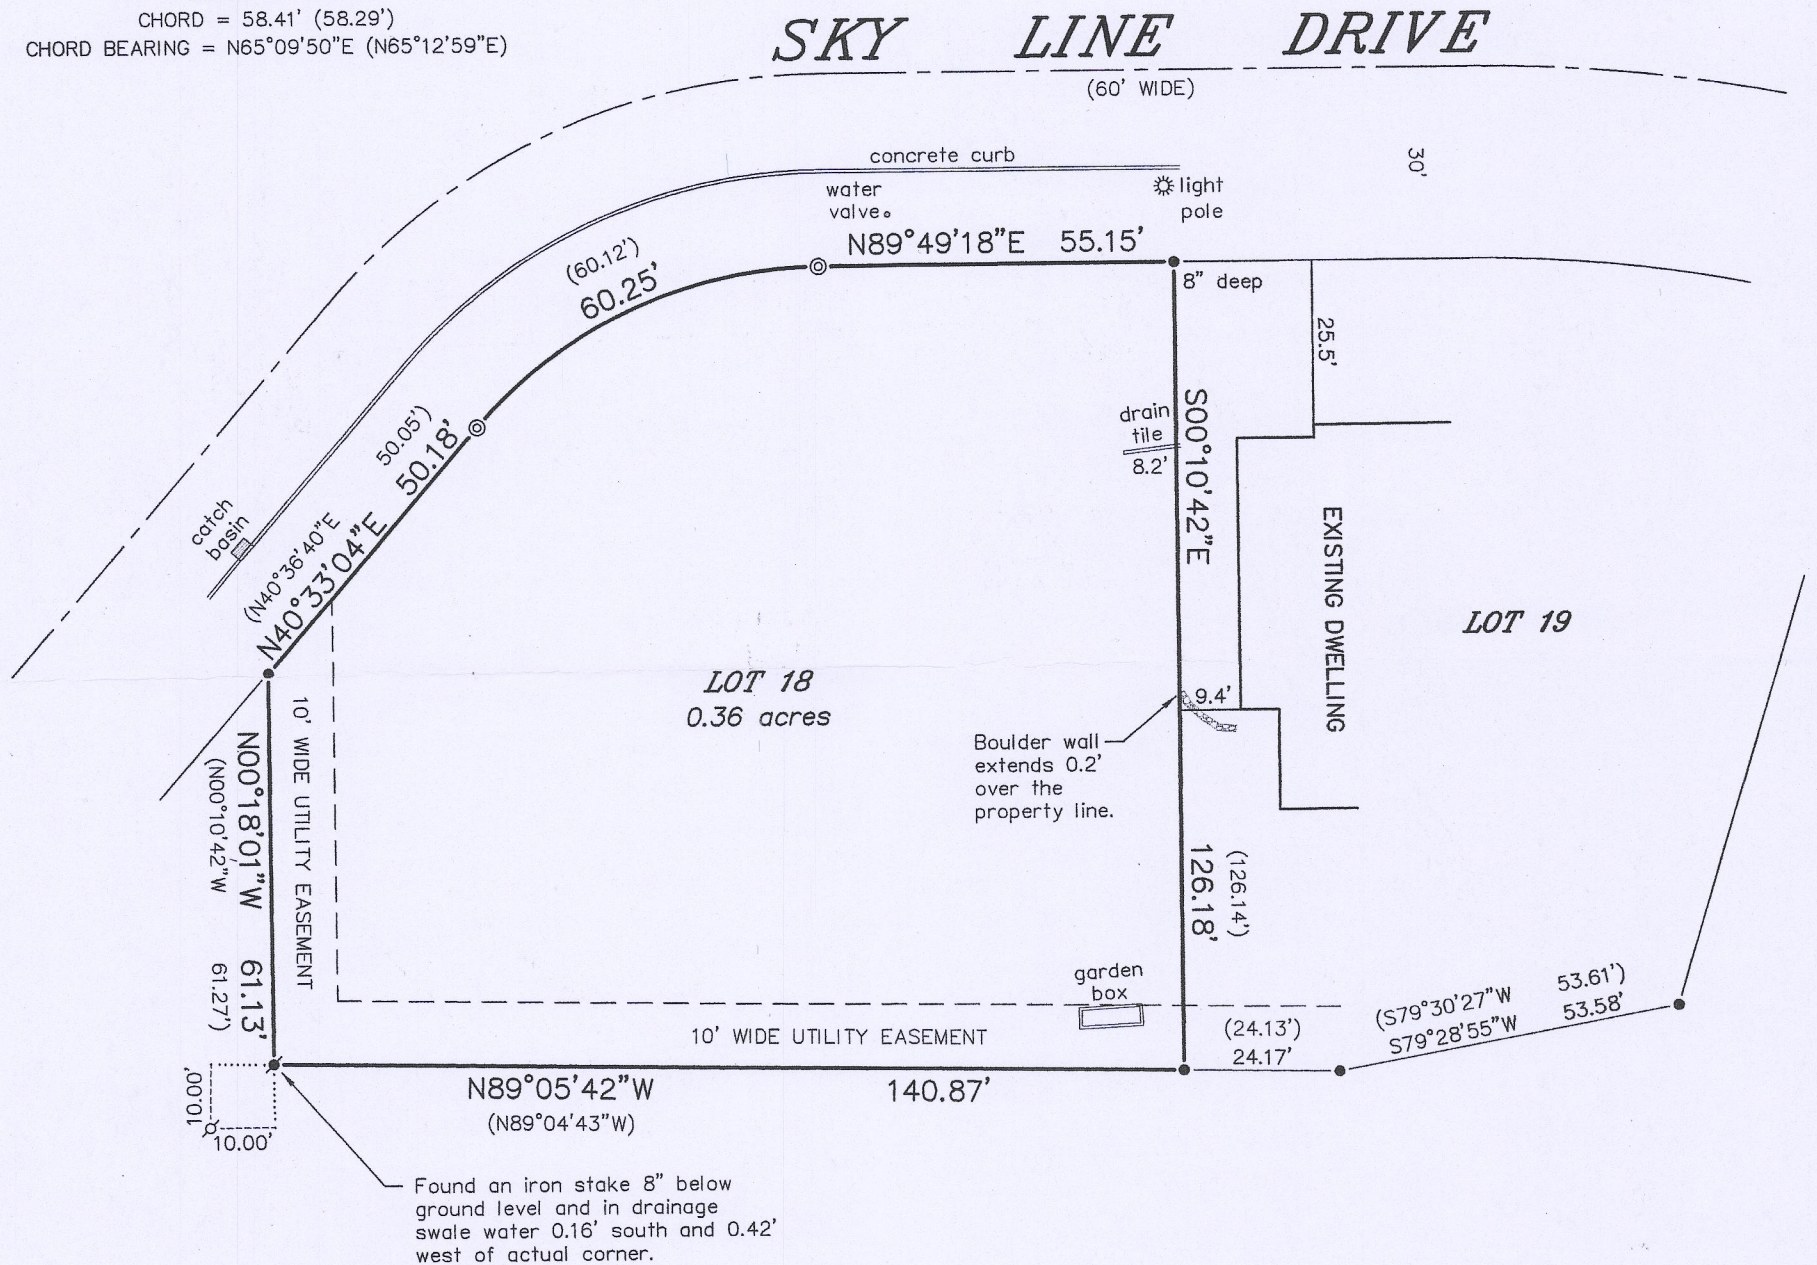 CHORD = 58.41' (58.29')
CHORD BEARING = N65°09'50"E (N65°12'59"E)
SKY LINE DRIVE
(60' WIDE)
30'
concrete curb
water
valve
light
pole
N89°49'18"E 55.15'
8" deep
(60.12')
60.25'
25.5'
50.05')
50.18'
(N40°36'40"E
N40°33'04"E
catch
basin
drain
tile
8.2'
S00°10'42"E
126.18'
(126.14')
EXISTING DWELLING
LOT 19
LOT 18
0.36 acres
9.4'
Boulder wall
extends 0.2'
over the
property line.
10' WIDE UTILITY EASEMENT
N00°18'01"W 61.13'
(N00°10'42"W 61.27')
garden
box
10' WIDE UTILITY EASEMENT
(24.13')
24.17'
(S79°30'27"W 53.61')
S79°28'55"W 53.58'
N89°05'42"W 140.87'
(N89°04'43"W)
10.00'
10.00'
Found an iron stake 8" below
ground level and in drainage
swale water 0.16' south and 0.42'
west of actual corner.